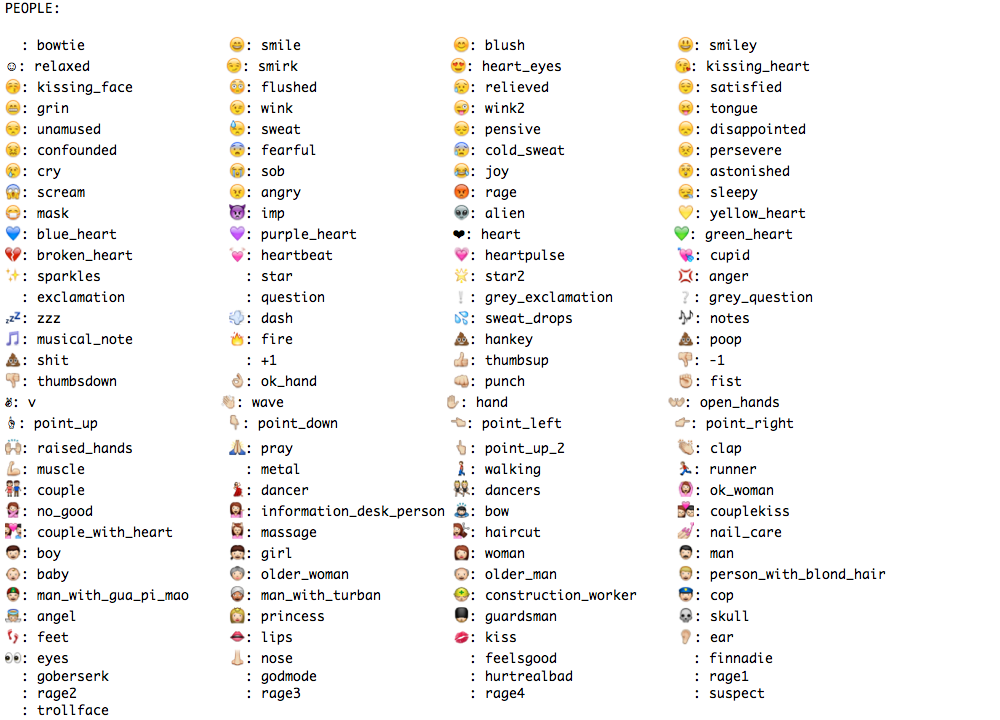 PEOPLE:
: bowtie 😄: smile 😊: blush 😃: smiley
☺: relaxed 😏: smirk 😍: heart_eyes 😘: kissing_heart
😚: kissing_face 😳: flushed 😥: relieved 😌: satisfied
😁: grin 😉: wink 😜: wink2 😝: tongue
😒: unamused 😓: sweat 😔: pensive 😞: disappointed
😖: confounded 😨: fearful 😰: cold_sweat 😣: persevere
😢: cry 😭: sob 😂: joy 😲: astonished
😱: scream 😠: angry 😡: rage 😪: sleepy
😷: mask 👿: imp 👽: alien 💛: yellow_heart
💙: blue_heart 💜: purple_heart ❤: heart 💚: green_heart
💔: broken_heart 💓: heartbeat 💗: heartpulse 💘: cupid
✨: sparkles : star 🌟: star2 💢: anger
: exclamation : question ❕: grey_exclamation ❔: grey_question
💤: zzz 💨: dash 💦: sweat_drops 🎶: notes
🎵: musical_note 🔥: fire 💩: hankey 💩: poop
💩: shit : +1 👍: thumbsup 👎: -1
👎: thumbsdown 👌: ok_hand 👊: punch ✊: fist
✌: v 👋: wave ✋: hand 👐: open_hands
☝: point_up 👇: point_down 👈: point_left 👉: point_right
🙌: raised_hands 🙏: pray 👆: point_up_2 👏: clap
💪: muscle : metal 🚶: walking 🏃: runner
👫: couple 💃: dancer 👯: dancers 🙆: ok_woman
🙅: no_good 💁: information_desk_person 🙇: bow 💏: couplekiss
💑: couple_with_heart 💆: massage 💇: haircut 💅: nail_care
👦: boy 👧: girl 👩: woman 👨: man
👶: baby 👵: older_woman 👴: older_man 👱: person_with_blond_hair
👲: man_with_gua_pi_mao 👳: man_with_turban 👷: construction_worker 👮: cop
👼: angel 👸: princess 💂: guardsman 💀: skull
👣: feet 👄: lips 💋: kiss 👂: ear
👀: eyes 👃: nose : feelsgood : finnadie
: goberserk : godmode : hurtrealbad : rage1
: rage2 : rage3 : rage4 : suspect
: trollface